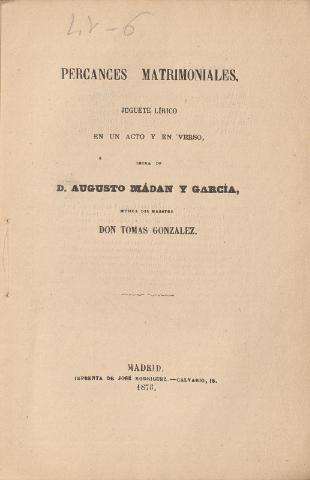 LIV-6
PERCANCES MATRIMONIALES,
JUGUETE LÍRICO
EN UN ACTO Y EN VERSO,
LETRA DE
D. AUGUSTO MÁDAN Y GARCÍA,
MÚSICA DEL MAESTRO
DON TOMAS GONZALEZ.
MADRID.
IMPRENTA DE JOSÉ RODRIGUEZ.—CALVARIO, 18.
1876.